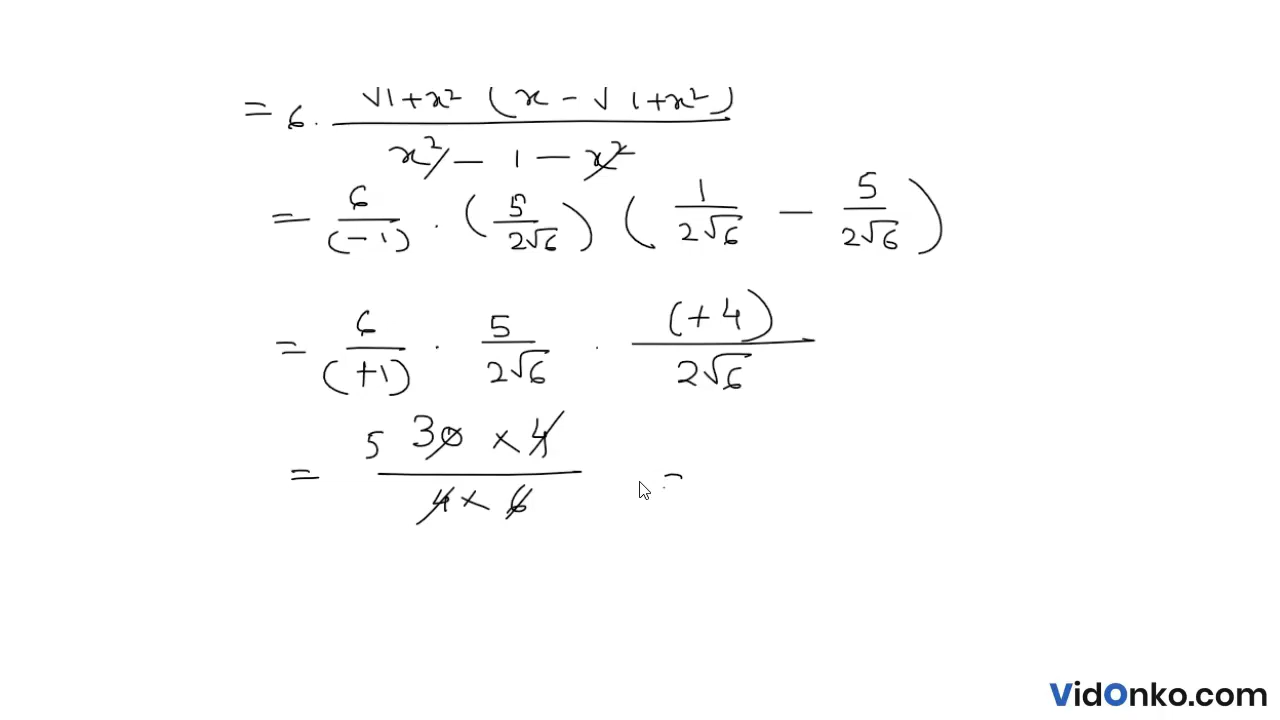 = 6. √1+x² (x - √1+x²) / x² - 1 - x²
= 6/(-1) . (5/2√6) (1/2√6 - 5/2√6)
= 6/(+1) . 5/2√6 . (+4)/2√6
= 5 30 × 4 / 4 × 6 =
VidOnko.com